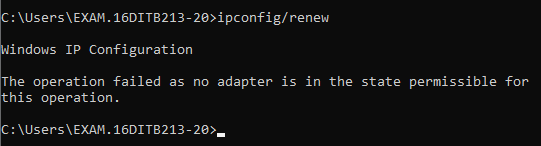 C:\Users\EXAM.16DITB213-20>ipconfig/renew
Windows IP Configuration
The operation failed as no adapter is in the state permissible for
this operation.
C:\Users\EXAM.16DITB213-20>